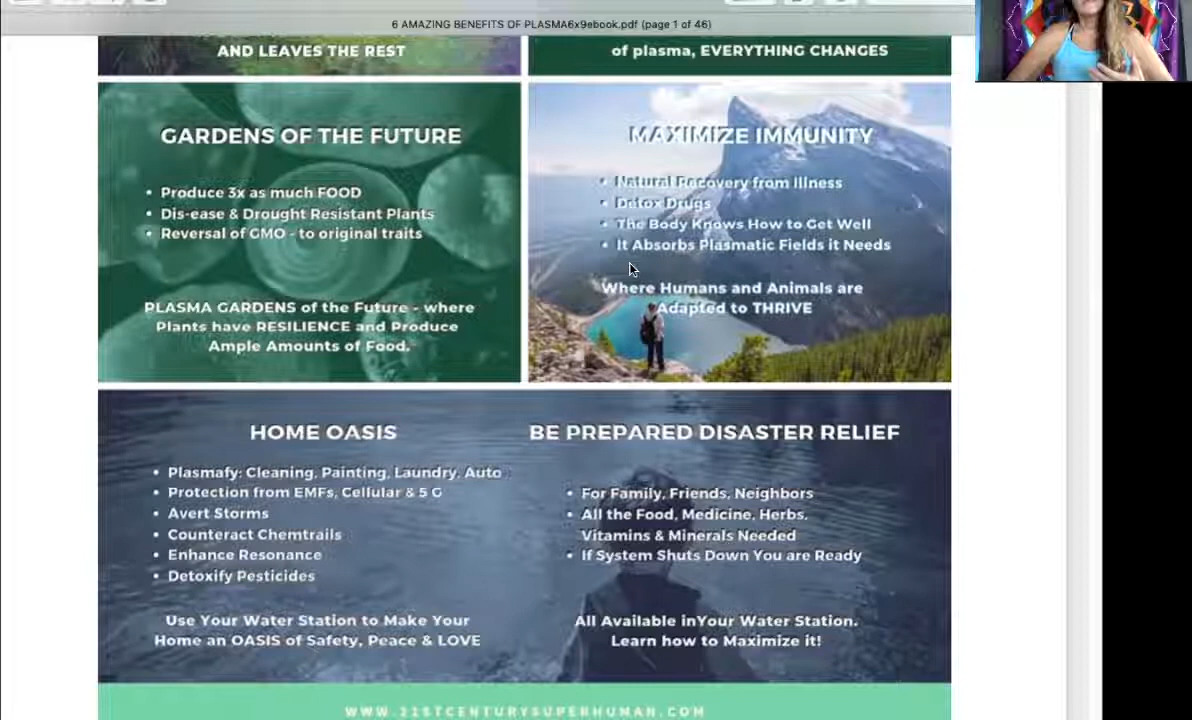 6 AMAZING BENEFITS OF PLASMA6x9ebook.pdf (page 1 of 46)
AND LEAVES THE REST
of plasma, EVERYTHING CHANGES
GARDENS OF THE FUTURE
• Produce 3x as much FOOD
• Dis-ease & Drought Resistant Plants
• Reversal of GMO - to original traits
PLASMA GARDENS of the Future - where
Plants have RESILIENCE and Produce
Ample Amounts of Food.
MAXIMIZE IMMUNITY
• Natural Recovery from Illness
• Detox Drugs
• The Body Knows How to Get Well
• It Absorbs Plasmatic Fields it Needs
Where Humans and Animals are
Adapted to THRIVE
HOME OASIS
• Plasmafy: Cleaning, Painting, Laundry, Auto
• Protection from EMFs, Cellular & 5 G
• Avert Storms
• Counteract Chemtrails
• Enhance Resonance
• Detoxify Pesticides
Use Your Water Station to Make Your
Home an OASIS of Safety, Peace & LOVE
BE PREPARED DISASTER RELIEF
• For Family, Friends, Neighbors
• All the Food, Medicine, Herbs,
Vitamins & Minerals Needed
• If System Shuts Down You are Ready
All Available inYour Water Station.
Learn how to Maximize it!
WWW.21STCENTURYSUPERHUMAN.COM